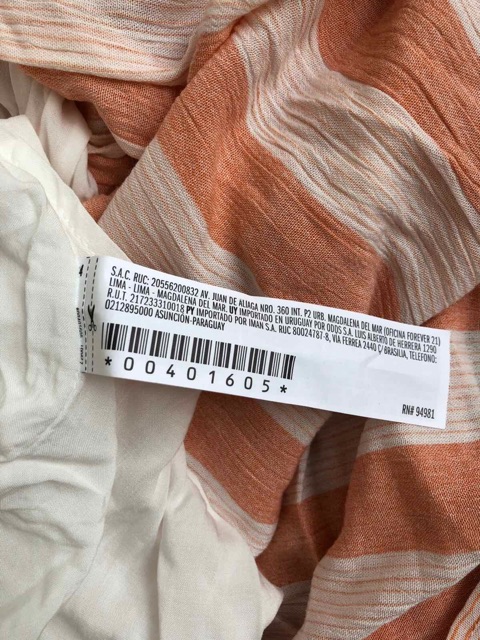 S.A.C. RUC: 20556200832 AV. JUAN DE ALIAGA NRO. 360 INT. P2 URB. MAGDALENA DEL MAR (OFICINA FOREVER 21)
LIMA - LIMA - MAGDALENA DEL MAR. UY IMPORTADO EN URUGUAY POR ODOS S.A. LUIS ALBERTO DE HERRERA 1290
R.U.T. 217233310018 PY IMPORTADO POR IMAN S.A. RUC 80024787-8, VIA FERREA 2440 C/ BRASILIA, TELEFONO:
0212895000 ASUNCIÓN-PARAGUAY
*00401605*
RN# 94981